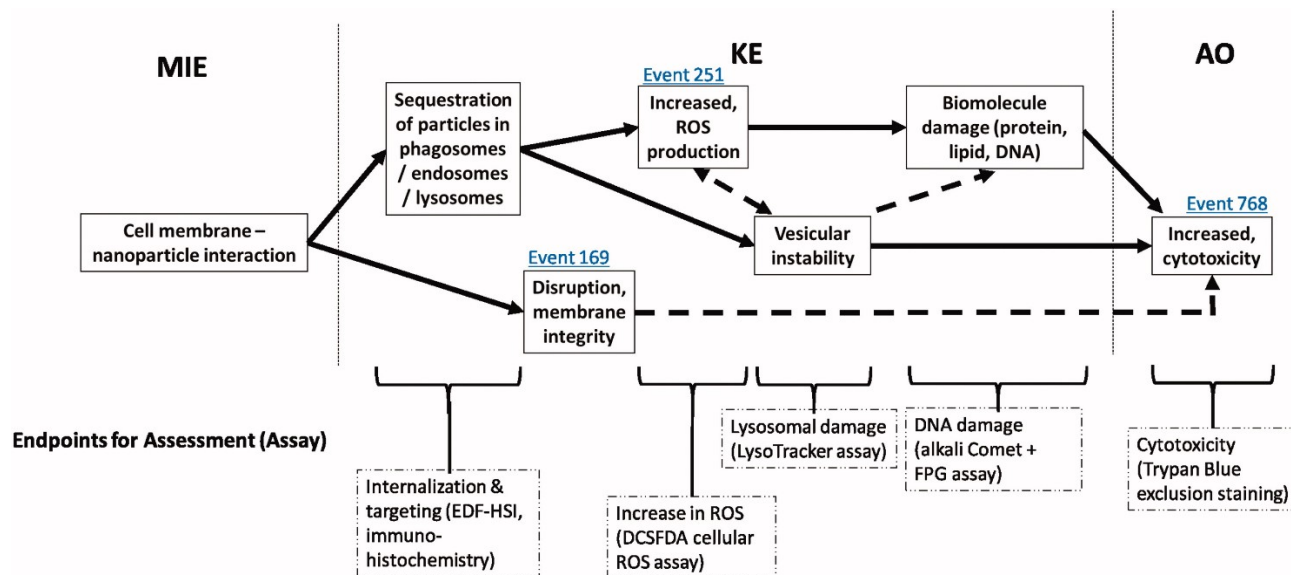 MIE
KE
AO
Event 251
Sequestration
of particles in
phagosomes
/ endosomes
/ lysosomes
Increased,
ROS
production
Biomolecule
damage (protein,
lipid, DNA)
Cell membrane –
nanoparticle interaction
Event 169
Disruption,
membrane
integrity
Vesicular
instability
Event 768
Increased,
cytotoxicity
Endpoints for Assessment (Assay)
Internalization &
targeting (EDF-HSI,
immuno-
histochemistry)
Increase in ROS
(DCSFDA cellular
ROS assay)
Lysosomal damage
(LysoTracker assay)
DNA damage
(alkali Comet +
FPG assay)
Cytotoxicity
(Trypan Blue
exclusion staining)